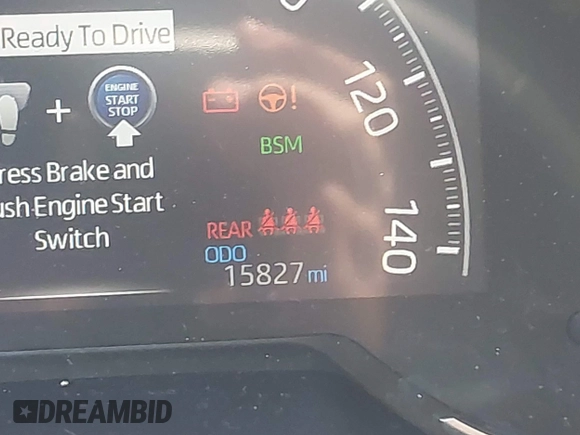 Ready To Drive
ENGINE
START
STOP
+
!
120
BSM
ress Brake and
ush Engine Start
Switch
REAR
140
ODO
15827 mi
DREAMBID